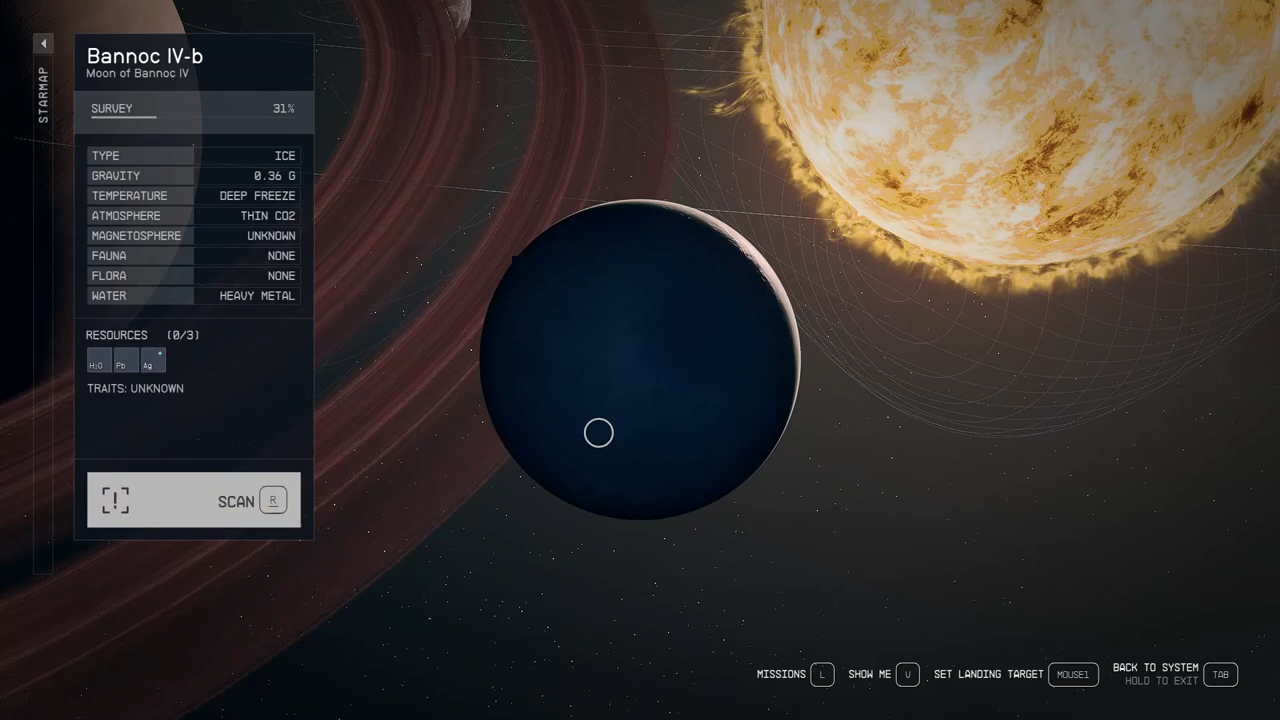 STARMAP
Bannoc IV-b
Moon of Bannoc IV
SURVEY 31%
TYPE ICE
GRAVITY 0.36 G
TEMPERATURE DEEP FREEZE
ATMOSPHERE THIN CO2
MAGNETOSPHERE UNKNOWN
FAUNA NONE
FLORA NONE
WATER HEAVY METAL
RESOURCES (0/3)
H₂O Pb Ag
TRAITS: UNKNOWN
SCAN R
MISSIONS L SHOW ME V SET LANDING TARGET MOUSE1 BACK TO SYSTEM TAB
HOLD TO EXIT